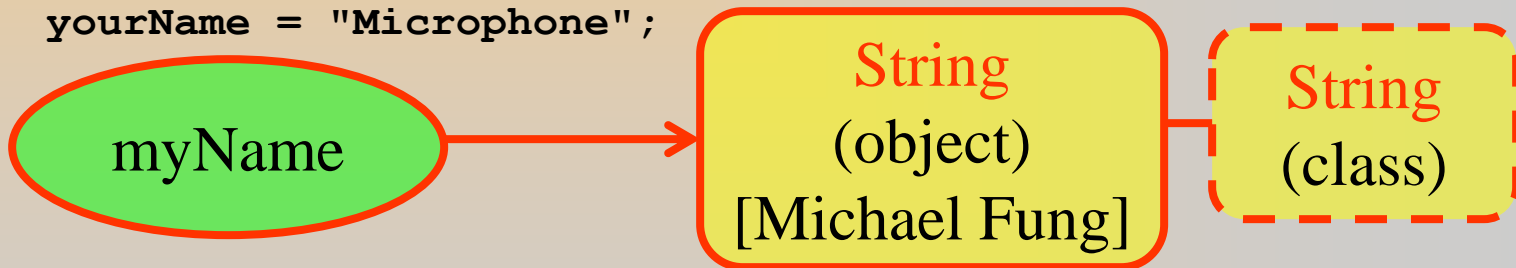 yourName = "Microphone";
myName
String
(object)
[Michael Fung]
String
(class)